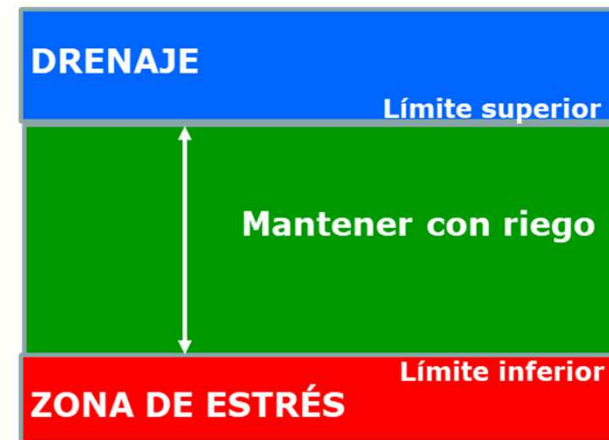 DRENAJE
Límite superior
Mantener con riego
Límite inferior
ZONA DE ESTRÉS